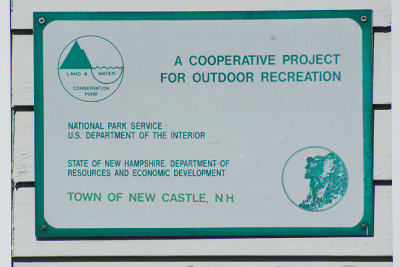 LAND & WATER
CONSERVATION
FUND
A COOPERATIVE PROJECT
FOR OUTDOOR RECREATION
NATIONAL PARK SERVICE
U.S. DEPARTMENT OF THE INTERIOR
STATE OF NEW HAMPSHIRE, DEPARTMENT OF
RESOURCES AND ECONOMIC DEVELOPMENT
TOWN OF NEW CASTLE, N.H.